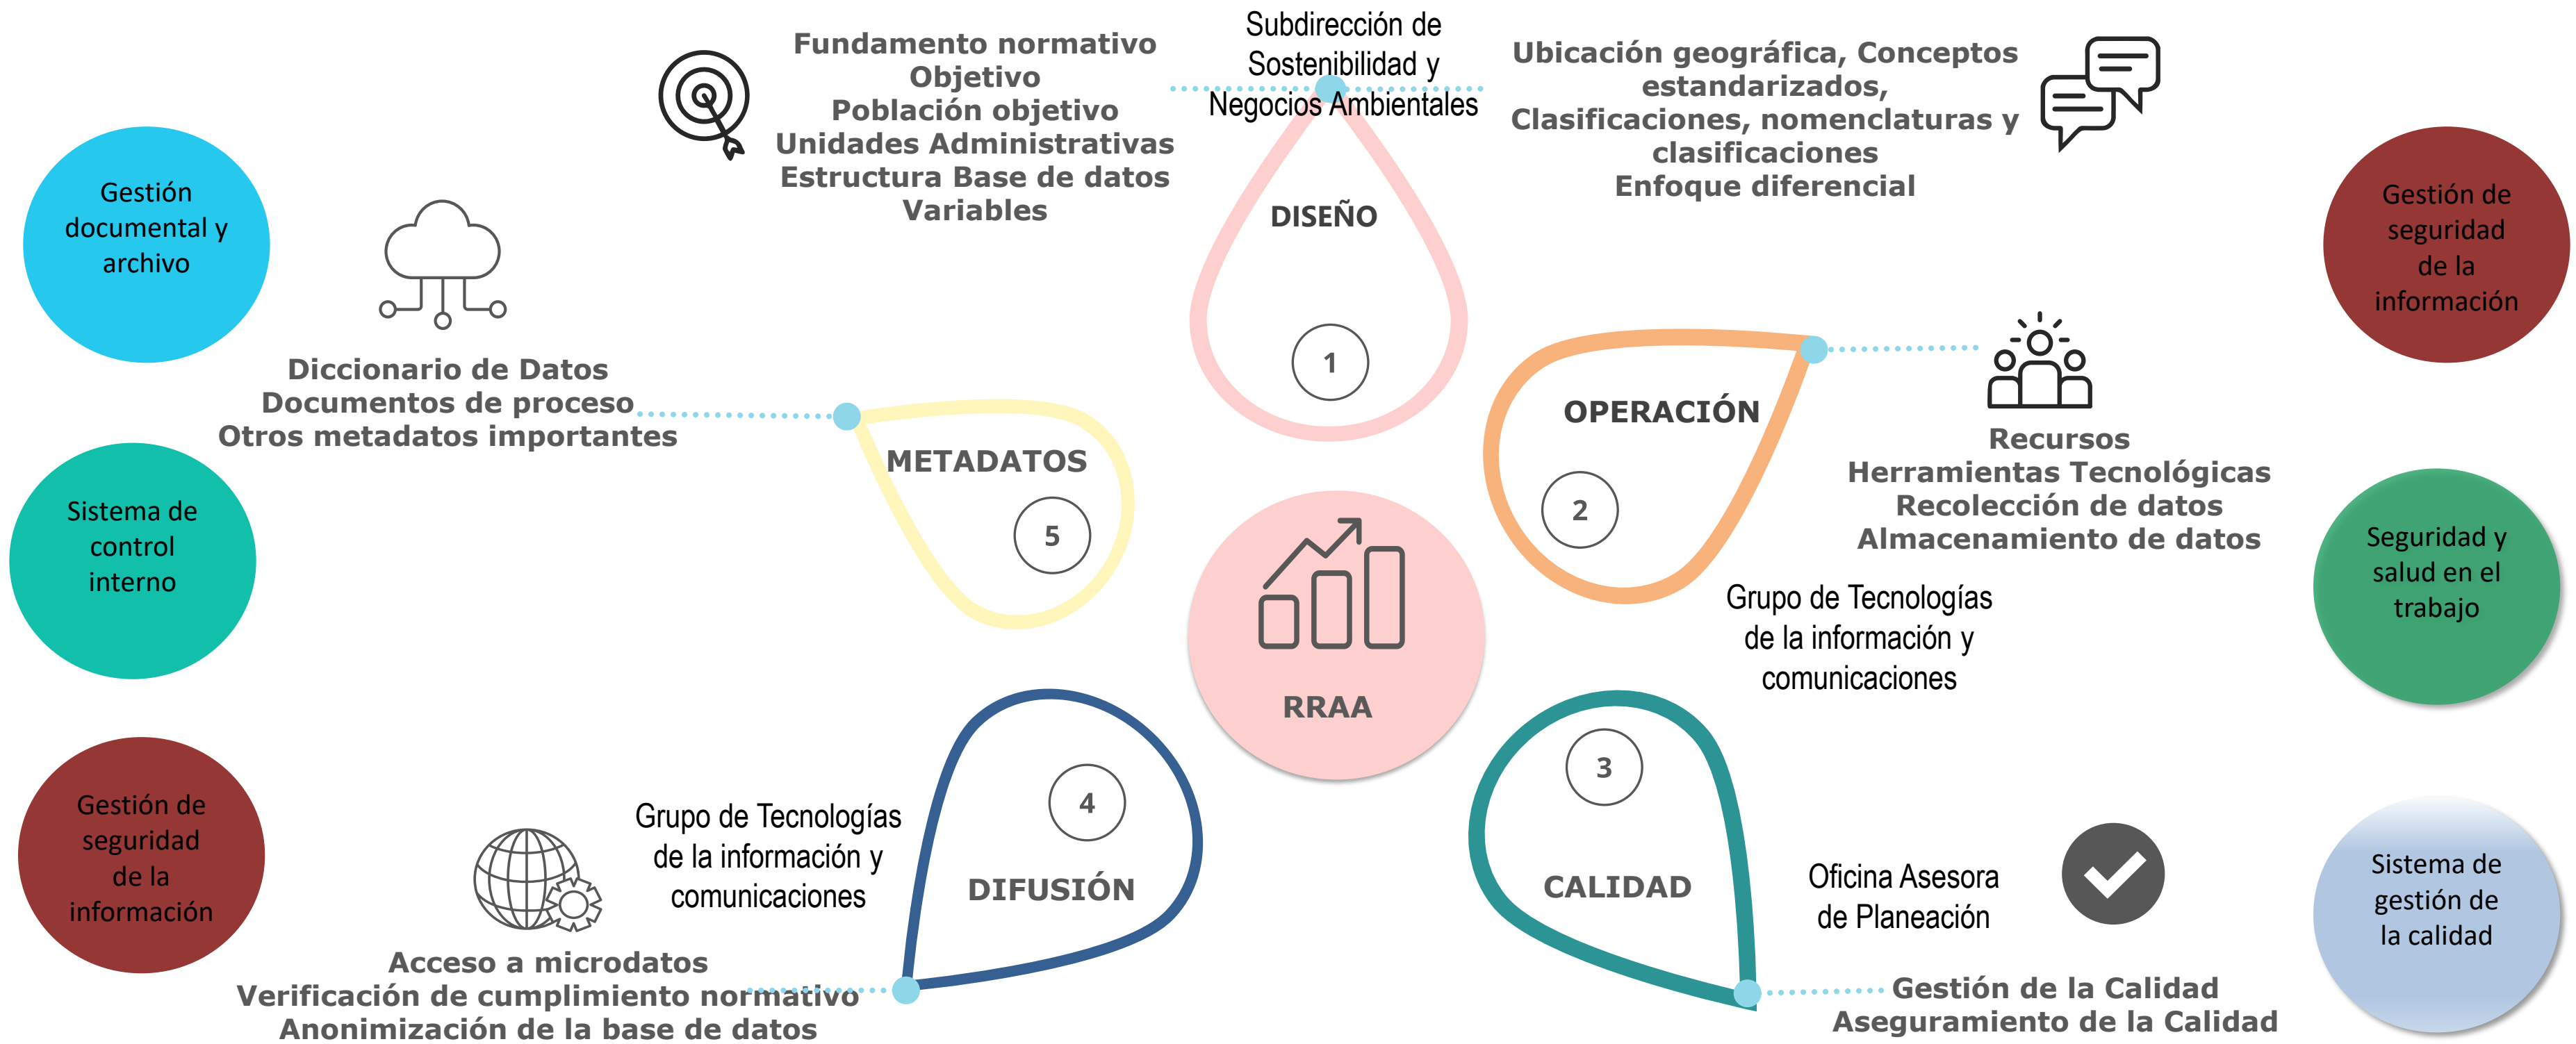 Subdirección de
Sostenibilidad y
Negocios Ambientales
Fundamento normativo
Objetivo
Población objetivo
Unidades Administrativas
Estructura Base de datos
Variables
Ubicación geográfica, Conceptos
estandarizados,
Clasificaciones, nomenclaturas y
clasificaciones
Enfoque diferencial
Gestión
documental y
archivo
Gestión de
seguridad
de la
información
DISEÑO
1
Diccionario de Datos
Documentos de proceso
Otros metadatos importantes
METADATOS
5
OPERACIÓN
2
Recursos
Herramientas Tecnológicas
Recolección de datos
Almacenamiento de datos
Grupo de Tecnologías
de la información y
comunicaciones
Sistema de
control
interno
Seguridad y
salud en el
trabajo
RRAA
Gestión de
seguridad
de la
información
Grupo de Tecnologías
de la información y
comunicaciones
4
DIFUSIÓN
Acceso a microdatos
Verificación de cumplimiento normativo
Anonimización de la base de datos
3
CALIDAD
Oficina Asesora
de Planeación
Gestión de la Calidad
Aseguramiento de la Calidad
Sistema de
gestión de
la calidad